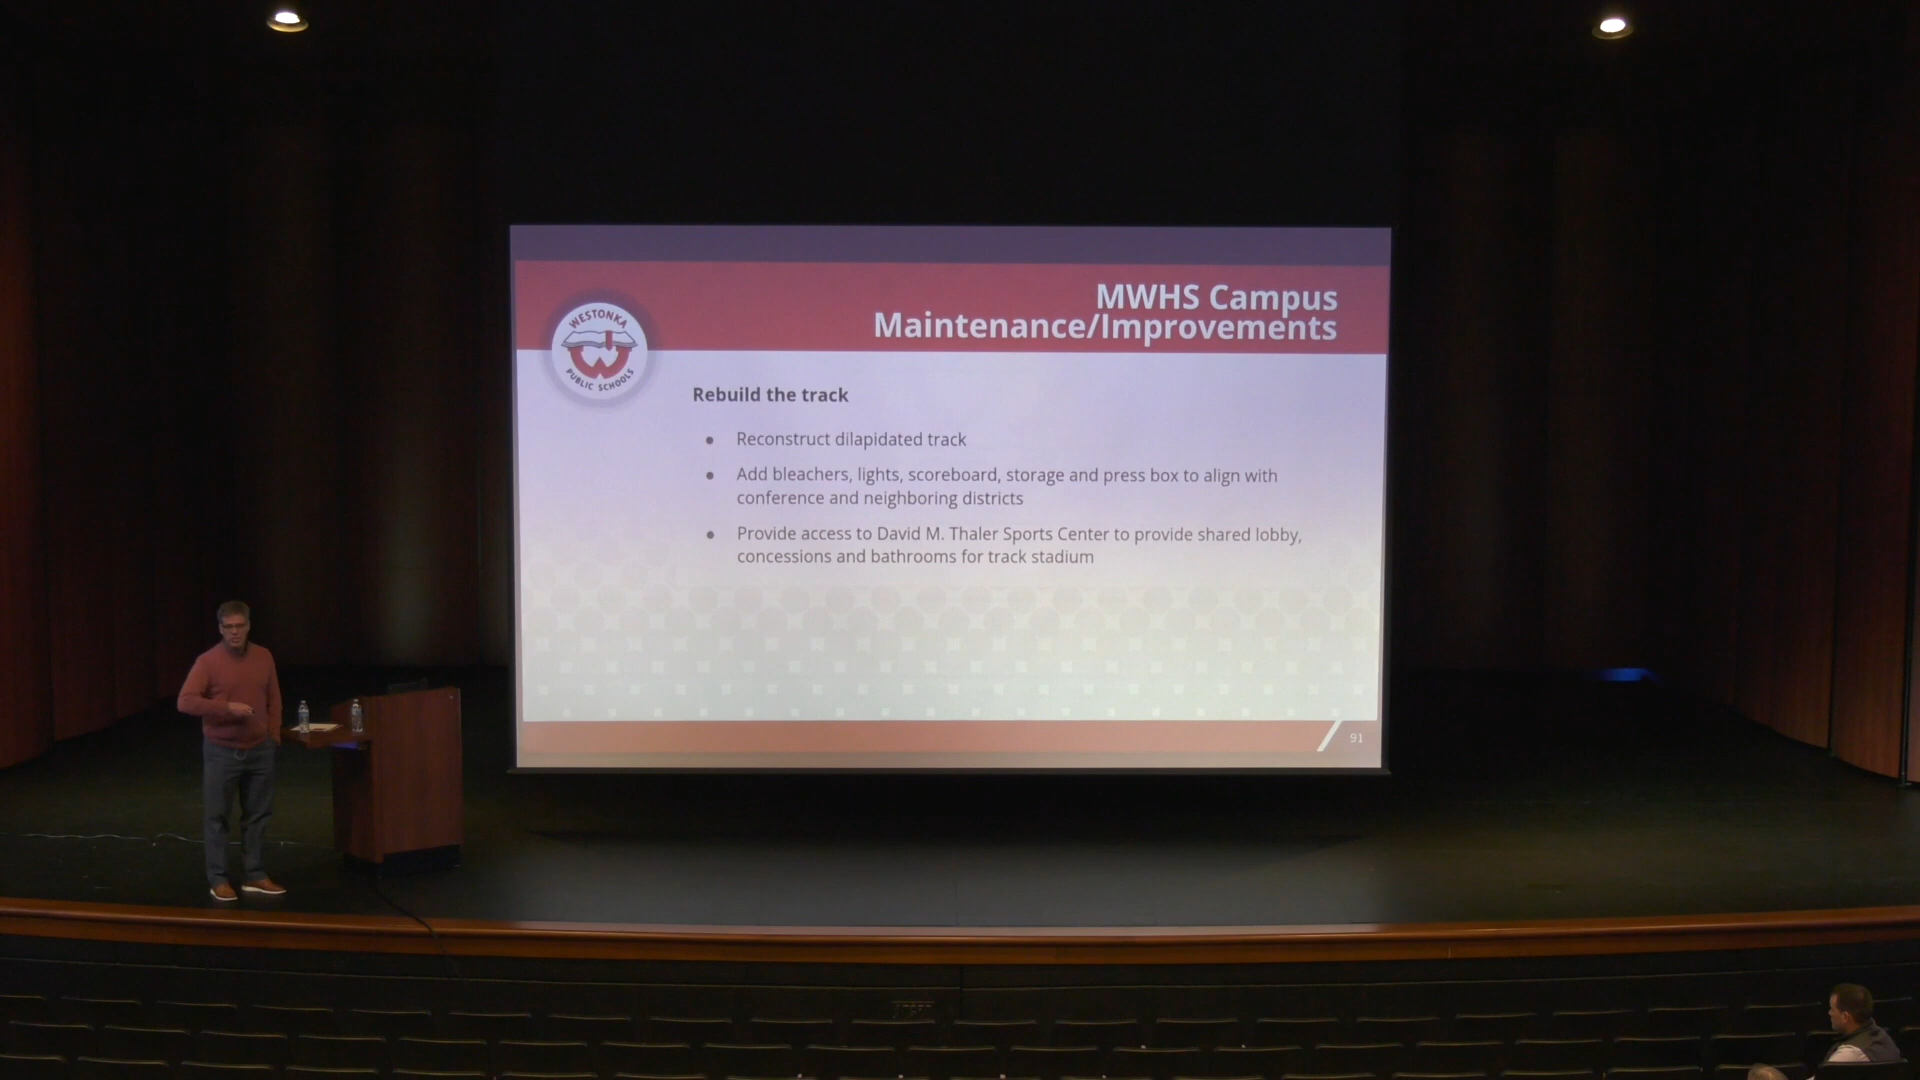 MWHS Campus
Maintenance/Improvements
WESTONKA
W
PUBLIC SCHOOLS
Rebuild the track
● Reconstruct dilapidated track
● Add bleachers, lights, scoreboard, storage and press box to align with
conference and neighboring districts
● Provide access to David M. Thaler Sports Center to provide shared lobby,
concessions and bathrooms for track stadium
91